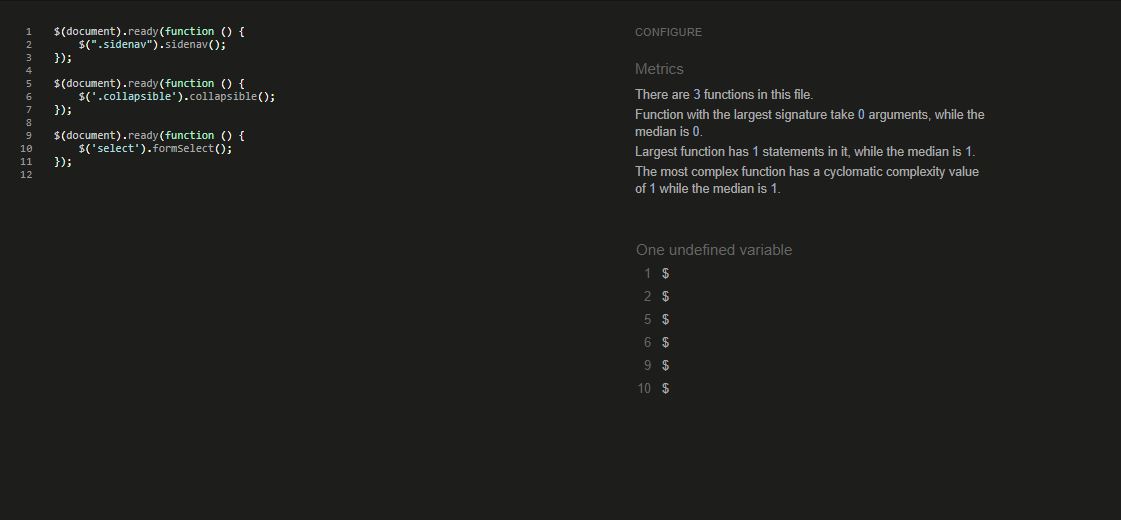 1 $(document).ready(function () {
2 $(".sidenav").sidenav();
3 });
4
5 $(document).ready(function () {
6 $('.collapsible').collapsible();
7 });
8
9 $(document).ready(function () {
10 $('select').formSelect();
11 });
12
CONFIGURE
Metrics
There are 3 functions in this file.
Function with the largest signature take 0 arguments, while the
median is 0.
Largest function has 1 statements in it, while the median is 1.
The most complex function has a cyclomatic complexity value
of 1 while the median is 1.
One undefined variable
1 $
2 $
5 $
6 $
9 $
10 $